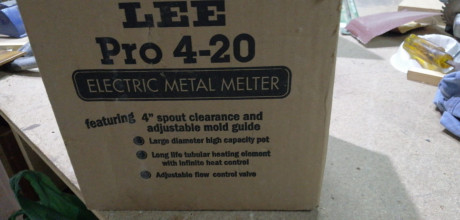 LEE
Pro 4-20
ELECTRIC METAL MELTER
featuring 4" spout clearance and
adjustable mold guide
Large diameter high capacity pot
Long life tubular heating element
with infinite heat control
Adjustable flow control valve